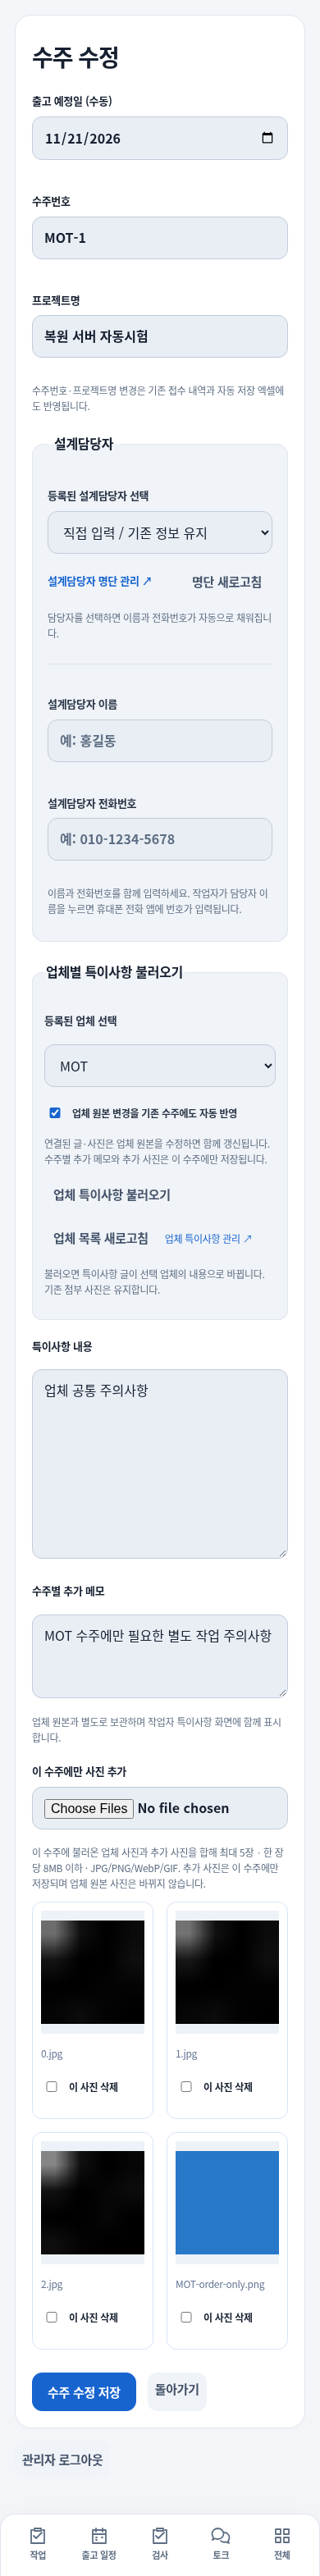 수주 수정
출고 예정일 (수동)
11/21/2026
수주번호
MOT-1
프로젝트명
복원 서버 자동시험
수주번호·프로젝트명 변경은 기존 접수 내역과 자동 저장 엑셀에
도 반영됩니다.
설계담당자
등록된 설계담당자 선택
직접 입력 / 기존 정보 유지
설계담당자 명단 관리 ↗ 명단 새로고침
담당자를 선택하면 이름과 전화번호가 자동으로 채워집니
다.
설계담당자 이름
예: 홍길동
설계담당자 전화번호
예: 010-1234-5678
이름과 전화번호를 함께 입력하세요. 작업자가 담당자 이
름을 누르면 휴대폰 전화 앱에 번호가 입력됩니다.
업체별 특이사항 불러오기
등록된 업체 선택
MOT
업체 원본 변경을 기존 수주에도 자동 반영
연결된 글·사진은 업체 원본을 수정하면 함께 갱신됩니다.
수주별 추가 메모와 추가 사진은 이 수주에만 저장됩니다.
업체 특이사항 불러오기
업체 목록 새로고침 업체 특이사항 관리 ↗
불러오면 특이사항 글이 선택 업체의 내용으로 바뀝니다.
기존 첨부 사진은 유지합니다.
특이사항 내용
업체 공통 주의사항
수주별 추가 메모
MOT 수주에만 필요한 별도 작업 주의사항
업체 원본과 별도로 보관하며 작업자 특이사항 화면에 함께 표시
합니다.
이 수주에만 사진 추가
Choose Files No file chosen
이 수주에 불러온 업체 사진과 추가 사진을 합해 최대 5장 · 한 장
당 8MB 이하 · JPG/PNG/WebP/GIF. 추가 사진은 이 수주에만
저장되며 업체 원본 사진은 바뀌지 않습니다.
0.jpg 1.jpg
이 사진 삭제 이 사진 삭제
2.jpg MOT-order-only.png
이 사진 삭제 이 사진 삭제
수주 수정 저장 돌아가기
관리자 로그아웃
작업 출고 일정 검사 토크 전체